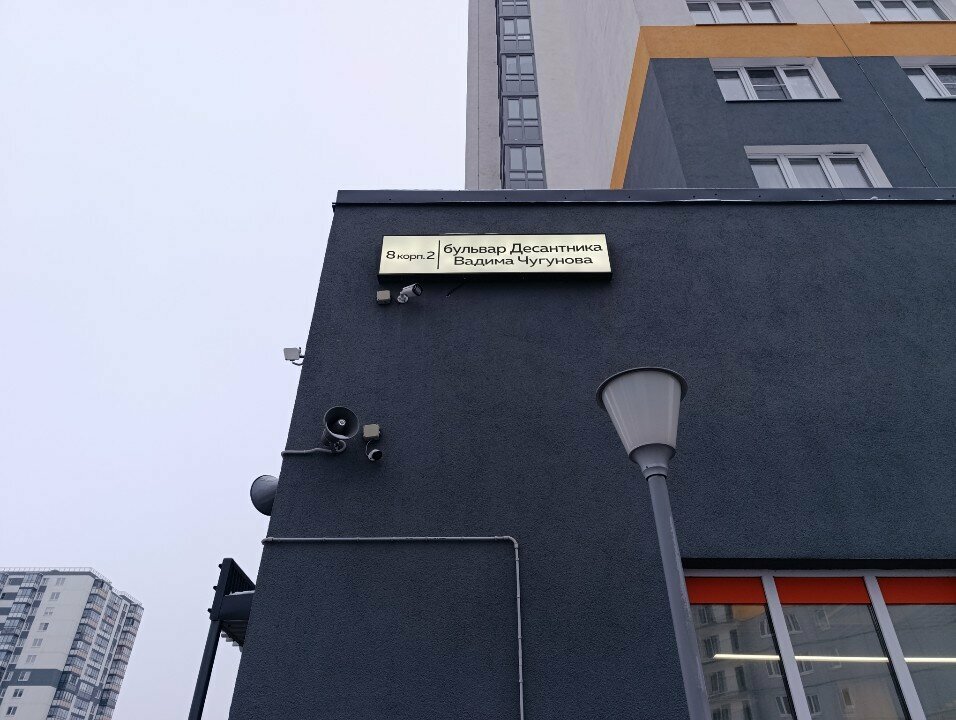 8 корп.2
бульвар Десантника
Вадима Чугунова